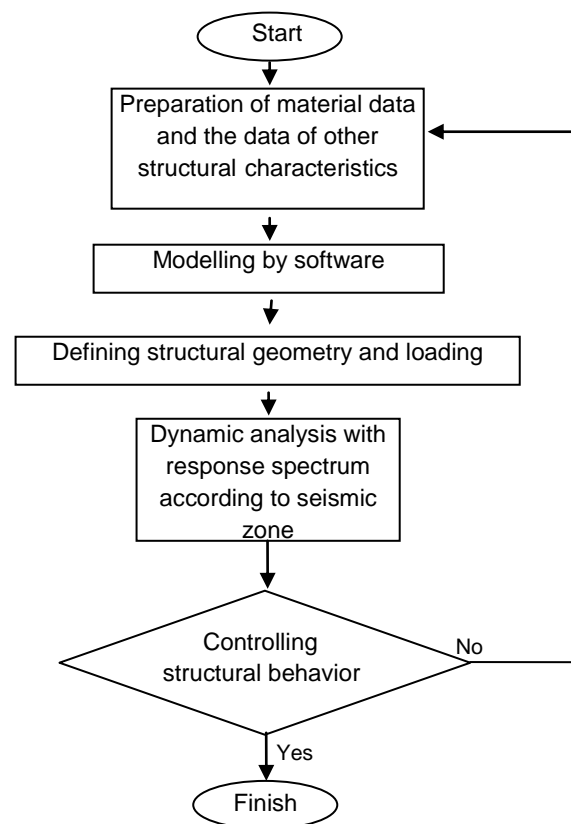 Start
Preparation of material data
and the data of other
structural characteristics
Modelling by software
Defining structural geometry and loading
Dynamic analysis with
response spectrum
according to seismic
zone
Controlling
structural behavior
No
Yes
Finish